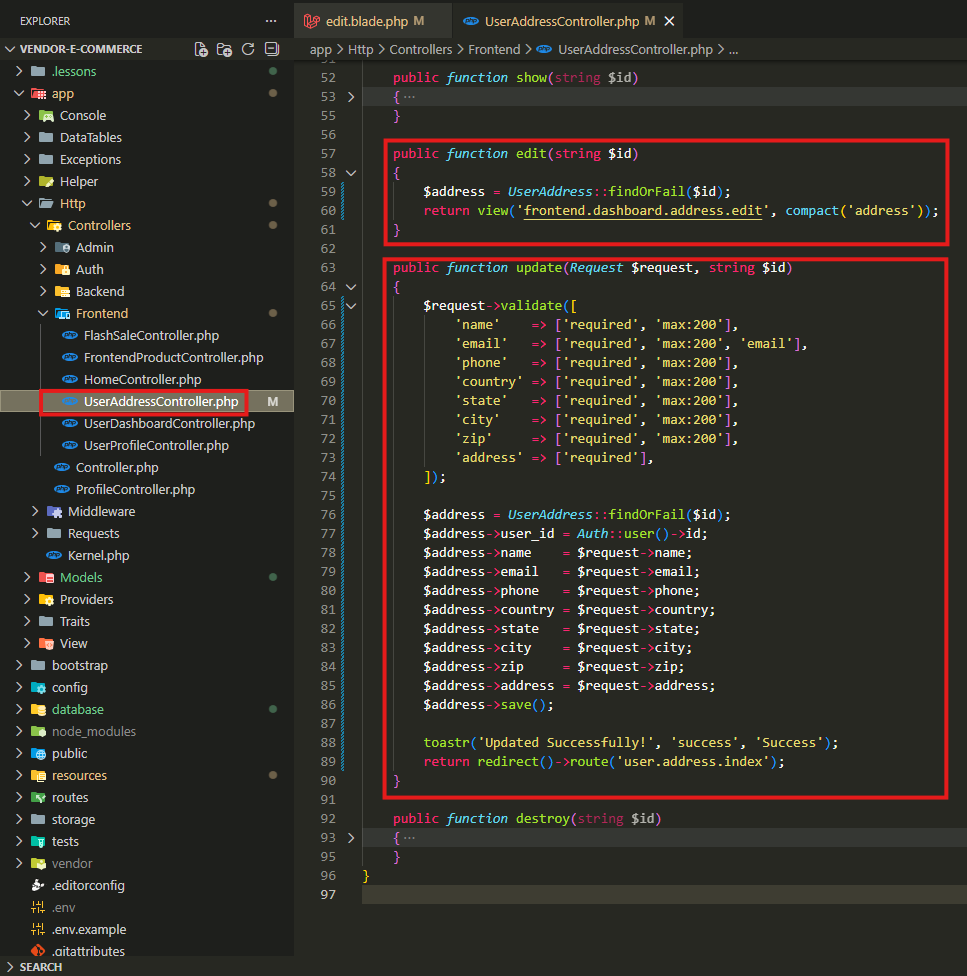 EXPLORER
VENDOR-E-COMMERCE
.lessons
app
Console
DataTables
Exceptions
Helper
Http
Controllers
Admin
Auth
Backend
Frontend
FlashSaleController.php
FrontendProductController.php
HomeController.php
UserAddressController.php M
UserDashboardController.php
UserProfileController.php
Controller.php
ProfileController.php
Middleware
Requests
Kernel.php
Models
Providers
Traits
View
bootstrap
config
database
node_modules
public
resources
routes
storage
tests
vendor
.editorconfig
.env
.env.example
.gitattributes
SEARCH
edit.blade.php M
UserAddressController.php M
app > Http > Controllers > Frontend > UserAddressController.php > ...
51
52 public function show(string $id)
53 { ...
55 }
56
57 public function edit(string $id)
58 {
59 $address = UserAddress::findOrFail($id);
60 return view('frontend.dashboard.address.edit', compact('address'));
61 }
62
63 public function update(Request $request, string $id)
64 {
65 $request->validate([
66 'name' => ['required', 'max:200'],
67 'email' => ['required', 'max:200', 'email'],
68 'phone' => ['required', 'max:200'],
69 'country' => ['required', 'max:200'],
70 'state' => ['required', 'max:200'],
71 'city' => ['required', 'max:200'],
72 'zip' => ['required', 'max:200'],
73 'address' => ['required'],
74 ]);
75
76 $address = UserAddress::findOrFail($id);
77 $address->user_id = Auth::user()->id;
78 $address->name = $request->name;
79 $address->email = $request->email;
80 $address->phone = $request->phone;
81 $address->country = $request->country;
82 $address->state = $request->state;
83 $address->city = $request->city;
84 $address->zip = $request->zip;
85 $address->address = $request->address;
86 $address->save();
87
88 toastr('Updated Successfully!', 'success', 'Success');
89 return redirect()->route('user.address.index');
90 }
91
92 public function destroy(string $id)
93 { ...
95 }
96 }
97